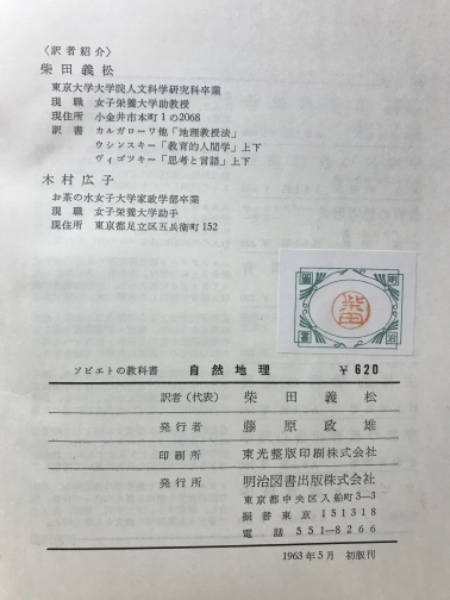 〈訳者紹介〉
柴田義松
東京大学大学院人文科学研究科卒業
現職 女子栄養大学助教授
現住所 小金井市本町1の2068
訳書 カルガローワ他「地理教授法」
ウシンスキー「教育的人間学」上下
ヴィゴツキー「思考と言語」上下
木村広子
お茶の水女子大学家政学部卒業
現職 女子栄養大学助手
現住所 東京都足立区五兵衛町152
明治
図書
柴田
ソビエトの教科書 自然地理 ¥620
訳者(代表) 柴田義松
発行者 藤原政雄
印刷所 東光整版印刷株式会社
発行所 明治図書出版株式会社
東京都中央区入船町3―3
振替東京151318
電話 551―8266
1963年5月 初版刊